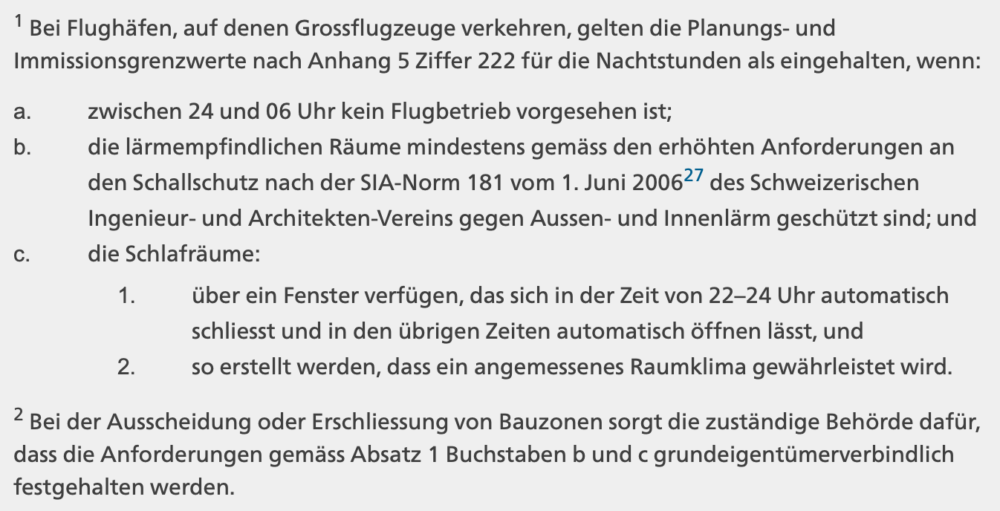 1 Bei Flughäfen, auf denen Grossflugzeuge verkehren, gelten die Planungs- und
Immissionsgrenzwerte nach Anhang 5 Ziffer 222 für die Nachtstunden als eingehalten, wenn:
a. zwischen 24 und 06 Uhr kein Flugbetrieb vorgesehen ist;
b. die lärmempfindlichen Räume mindestens gemäss den erhöhten Anforderungen an
den Schallschutz nach der SIA-Norm 181 vom 1. Juni 2006 27 des Schweizerischen
Ingenieur- und Architekten-Vereins gegen Aussen- und Innenlärm geschützt sind; und
c. die Schlafräume:
1. über ein Fenster verfügen, das sich in der Zeit von 22–24 Uhr automatisch
schliesst und in den übrigen Zeiten automatisch öffnen lässt, und
2. so erstellt werden, dass ein angemessenes Raumklima gewährleistet wird.
2 Bei der Ausscheidung oder Erschliessung von Bauzonen sorgt die zuständige Behörde dafür,
dass die Anforderungen gemäss Absatz 1 Buchstaben b und c grundeigentümerverbindlich
festgehalten werden.